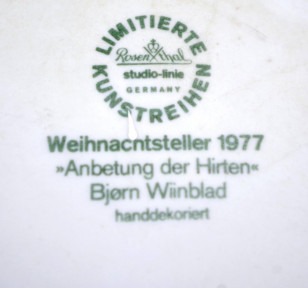 LIMITIERTE
Rosenthal
studio-linie
GERMANY
KUNSTREIHEN
Weihnachtsteller 1977
»Anbetung der Hirten«
Bjørn Wiinblad
handdekoriert